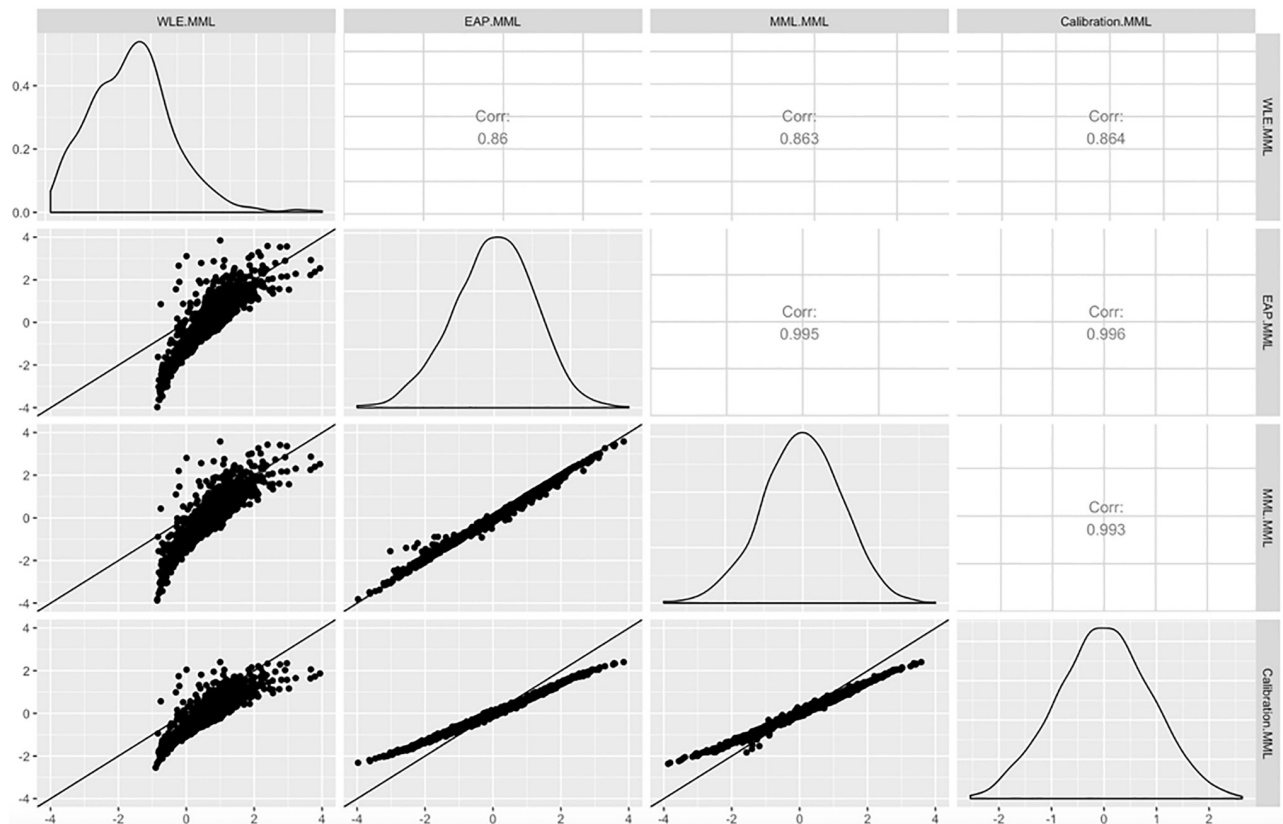 WLE.MML EAP.MML MML.MML Calibration.MML
0.4
0.2
0.0
Corr:
0.86
Corr:
0.863
Corr:
0.864
WLE.MML
4
2
0
-2
-4
Corr:
0.995
Corr:
0.996
EAP.MML
4
2
0
-2
-4
Corr:
0.993
MML.MML
4
2
0
-2
-4
Calibration.MML
-4 -2 0 2 4 -4 -2 0 2 4 -4 -2 0 2 4 -2 -1 0 1 2